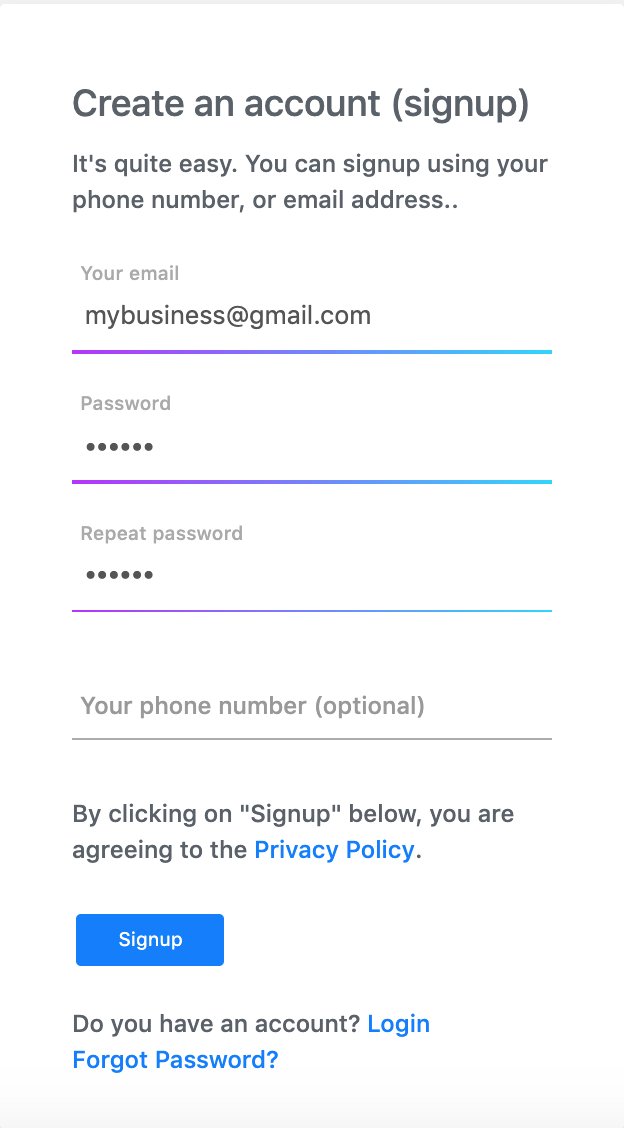 Create an account (signup)
It's quite easy. You can signup using your
phone number, or email address..
Your email
mybusiness@gmail.com
Password
••••••
Repeat password
••••••
Your phone number (optional)
By clicking on "Signup" below, you are
agreeing to the Privacy Policy.
Signup
Do you have an account? Login
Forgot Password?